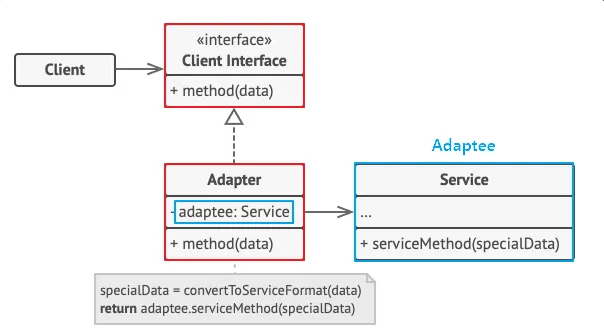 «interface»
Client Interface
Client
+ method(data)
Adaptee
Adapter
Service
- adaptee: Service
...
+ method(data)
+ serviceMethod(specialData)
specialData = convertToServiceFormat(data)
return adaptee.serviceMethod(specialData)